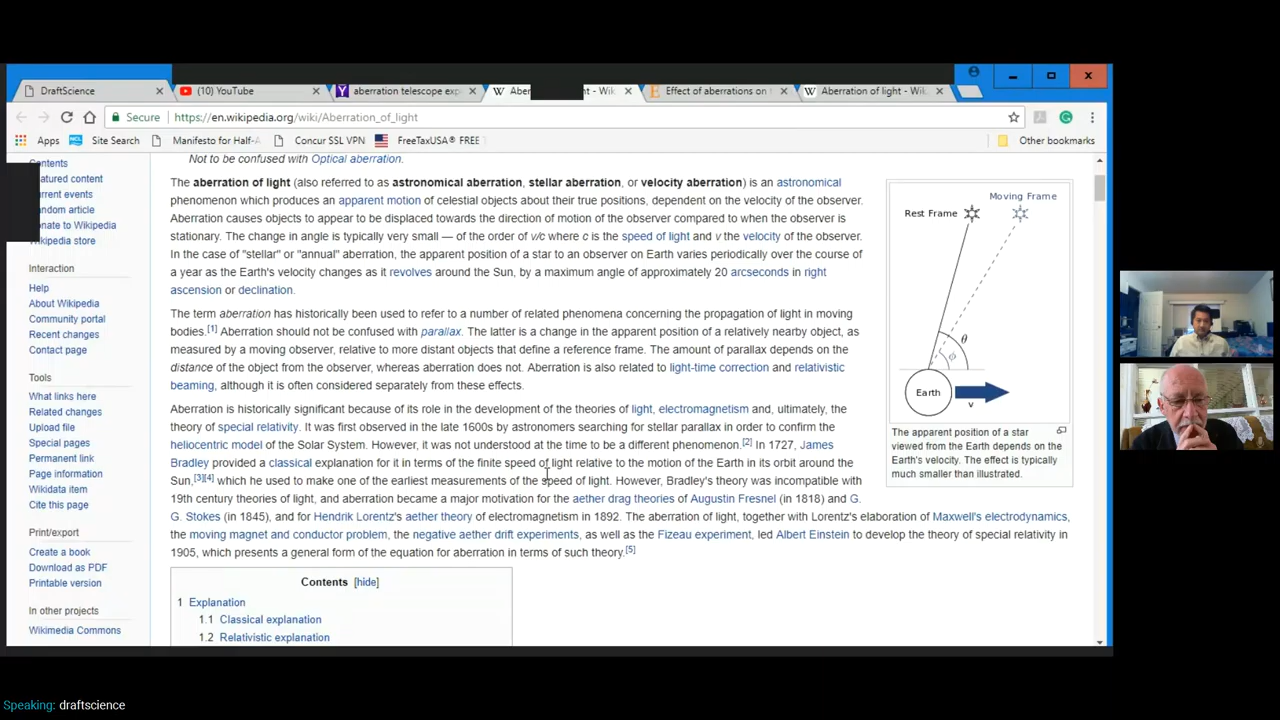 DraftScience
(10) YouTube
aberration telescope exp
Aber
t - Wik
Effect of aberrations on
Aberration of light - Wik
Secure
https://en.wikipedia.org/wiki/Aberration_of_light
Apps
Site Search
Manifesto for Half-A
Concur SSL VPN
FreeTaxUSA® FREE
Other bookmarks
Contents
atured content
rrent events
ndom article
nate to Wikipedia
kipedia store
Interaction
Help
About Wikipedia
Community portal
Recent changes
Contact page
Tools
What links here
Related changes
Upload file
Special pages
Permanent link
Page information
Wikidata item
Cite this page
Print/export
Create a book
Download as PDF
Printable version
In other projects
Wikimedia Commons
Not to be confused with Optical aberration.
The aberration of light (also referred to as astronomical aberration, stellar aberration, or velocity aberration) is an astronomical
phenomenon which produces an apparent motion of celestial objects about their true positions, dependent on the velocity of the observer.
Aberration causes objects to appear to be displaced towards the direction of motion of the observer compared to when the observer is
stationary. The change in angle is typically very small — of the order of v/c where c is the speed of light and v the velocity of the observer.
In the case of "stellar" or "annual" aberration, the apparent position of a star to an observer on Earth varies periodically over the course of
a year as the Earth's velocity changes as it revolves around the Sun, by a maximum angle of approximately 20 arcseconds in right
ascension or declination.
The term aberration has historically been used to refer to a number of related phenomena concerning the propagation of light in moving
bodies.[1] Aberration should not be confused with parallax. The latter is a change in the apparent position of a relatively nearby object, as
measured by a moving observer, relative to more distant objects that define a reference frame. The amount of parallax depends on the
distance of the object from the observer, whereas aberration does not. Aberration is also related to light-time correction and relativistic
beaming, although it is often considered separately from these effects.
Aberration is historically significant because of its role in the development of the theories of light, electromagnetism and, ultimately, the
theory of special relativity. It was first observed in the late 1600s by astronomers searching for stellar parallax in order to confirm the
heliocentric model of the Solar System. However, it was not understood at the time to be a different phenomenon.[2] In 1727, James
Bradley provided a classical explanation for it in terms of the finite speed of light relative to the motion of the Earth in its orbit around the
Sun,[3][4] which he used to make one of the earliest measurements of the speed of light. However, Bradley's theory was incompatible with
19th century theories of light, and aberration became a major motivation for the aether drag theories of Augustin Fresnel (in 1818) and G.
G. Stokes (in 1845), and for Hendrik Lorentz's aether theory of electromagnetism in 1892. The aberration of light, together with Lorentz's elaboration of Maxwell's electrodynamics,
the moving magnet and conductor problem, the negative aether drift experiments, as well as the Fizeau experiment, led Albert Einstein to develop the theory of special relativity in
1905, which presents a general form of the equation for aberration in terms of such theory.[5]
Contents [hide]
1 Explanation
1.1 Classical explanation
1.2 Relativistic explanation
Moving Frame
Rest Frame
θ
φ
Earth
v
The apparent position of a star
viewed from the Earth depends on the
Earth's velocity. The effect is typically
much smaller than illustrated.
Speaking: draftscience